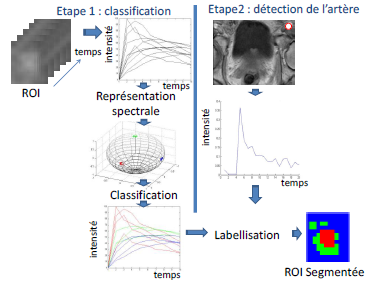 Etape 1 : classification
temps
ROI
intensité
temps
Représentation
spectrale
Classification
intensité
temps
Etape2 : détection de l'artère
intensité
temps
Labellisation
ROI Segmentée